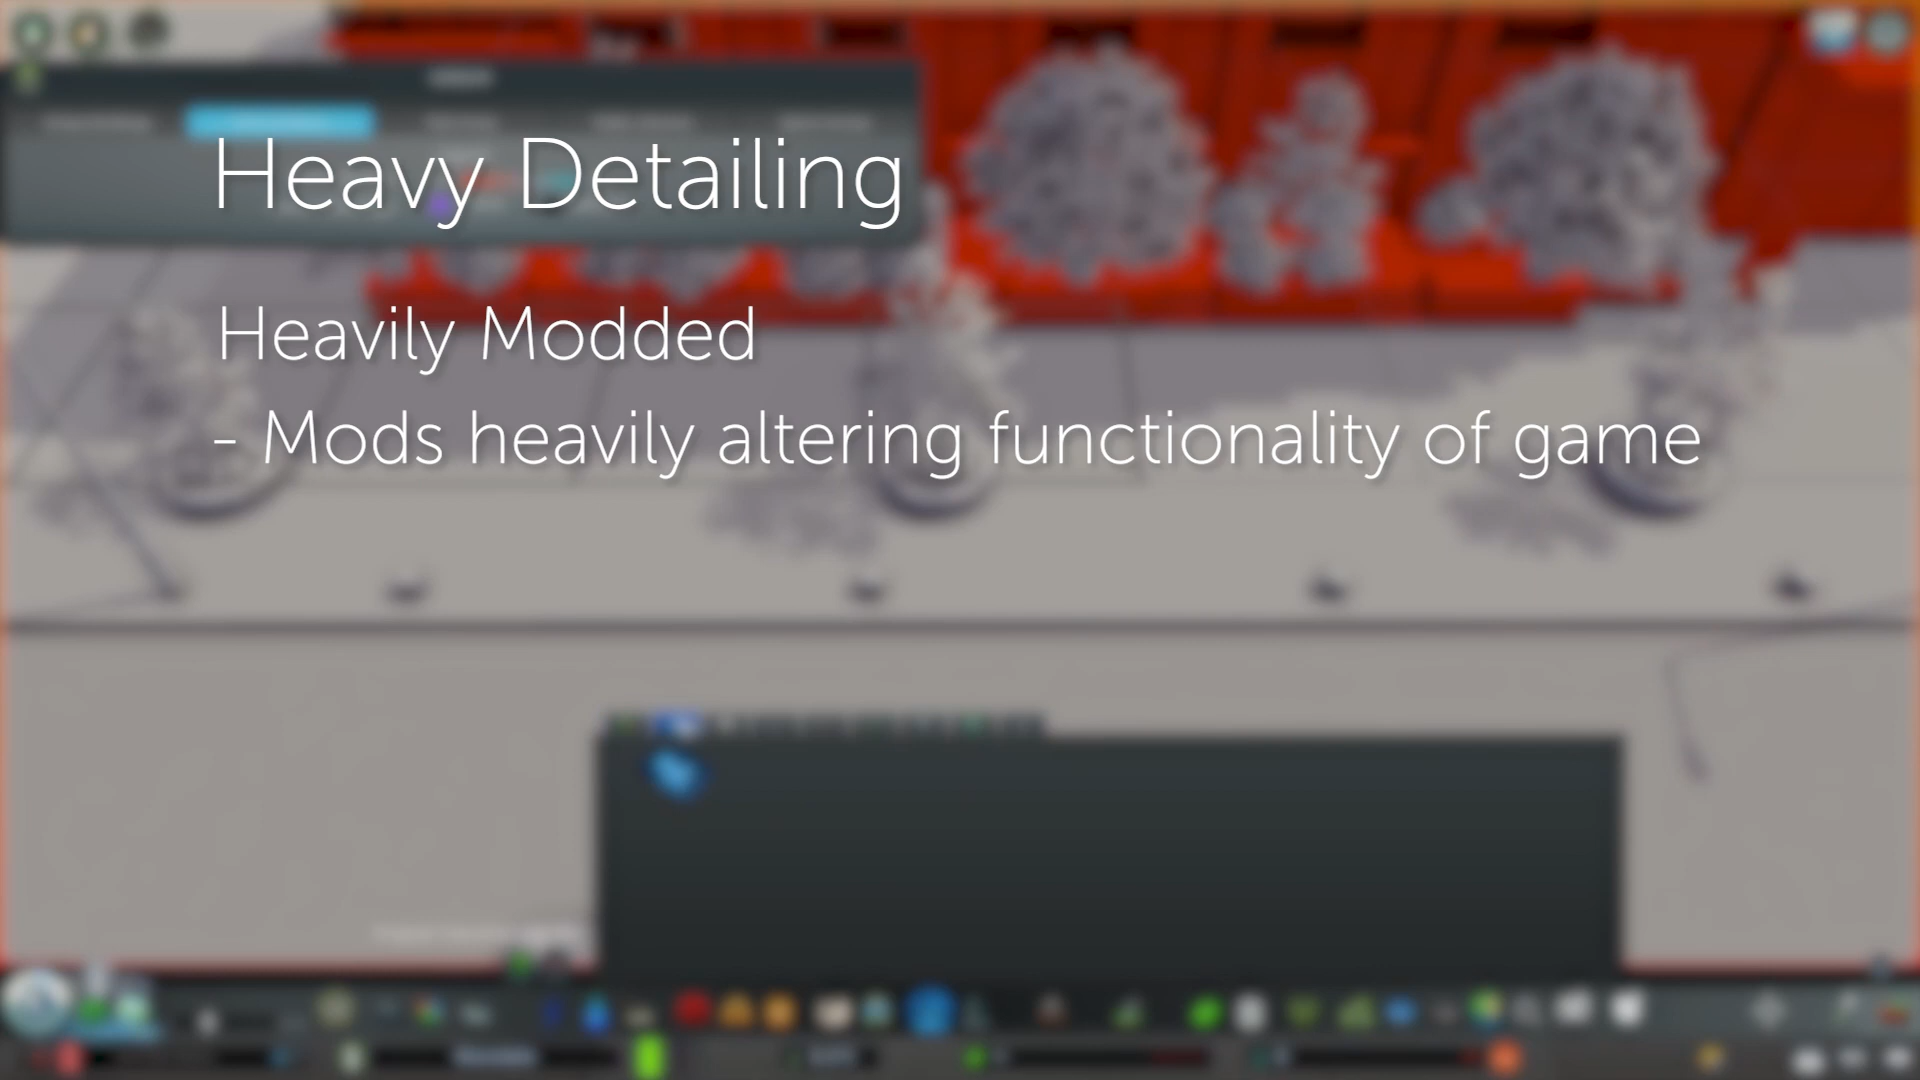 Heavy Detailing
Heavily Modded
- Mods heavily altering functionality of game